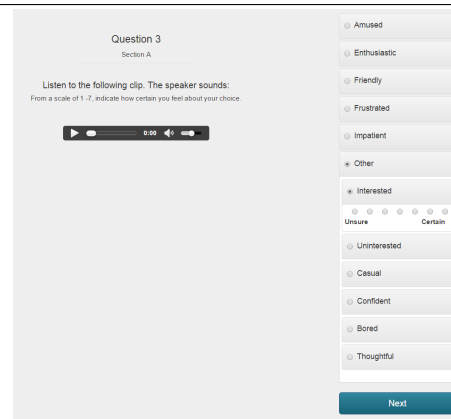 Question 3
Section A
Listen to the following clip. The speaker sounds:
From a scale of 1 -7, indicate how certain you feel about your choice.
0:00
Amused
Enthusiastic
Friendly
Frustrated
Impatient
Other
Interested
Unsure Certain
Uninterested
Casual
Confident
Bored
Thoughtful
Next